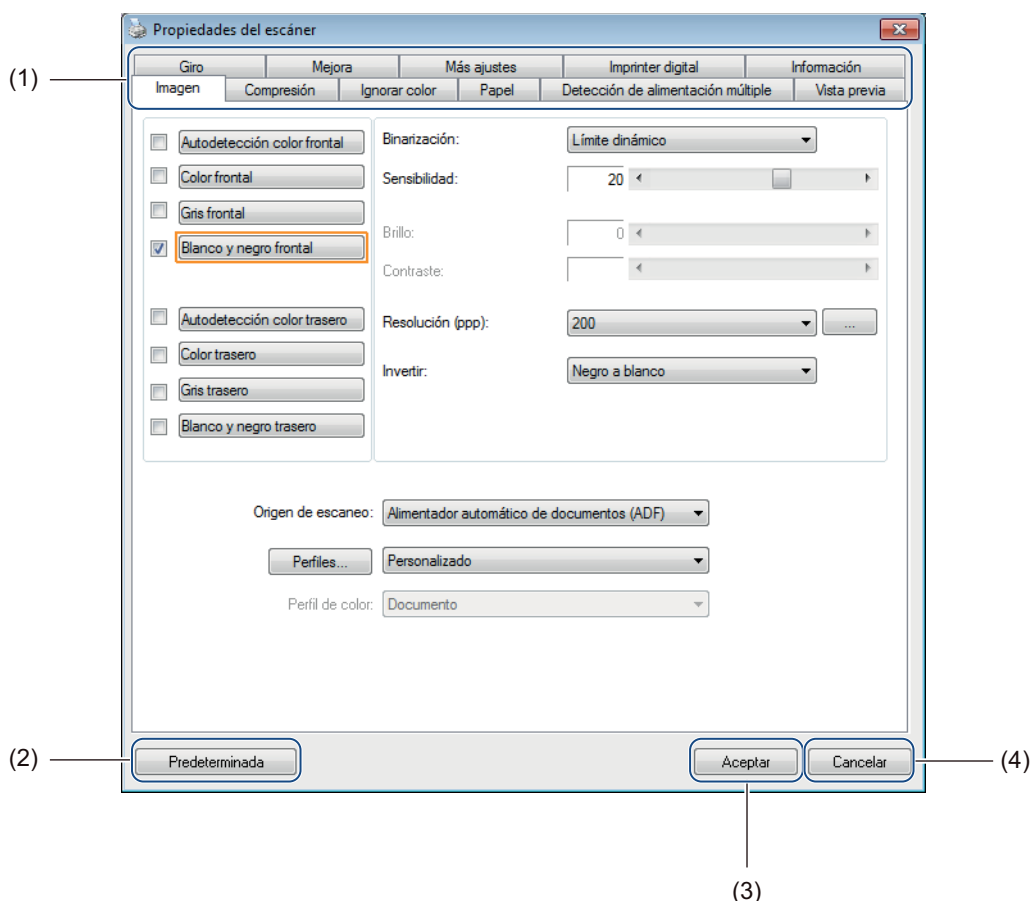 Propiedades del escáner
(1)
Giro Mejora Más ajustes Imprinter digital Información
Imagen Compresión Ignorar color Papel Detección de alimentación múltiple Vista previa
Autodetección color frontal
Color frontal
Gris frontal
Blanco y negro frontal
Autodetección color trasero
Color trasero
Gris trasero
Blanco y negro trasero
Binarización: Límite dinámico
Sensibilidad: 20
Brillo: 0
Contraste:
Resolución (ppp): 200 ...
Invertir: Negro a blanco
Origen de escaneo: Alimentador automático de documentos (ADF)
Perfiles... Personalizado
Perfil de color: Documento
(2) Predeterminada Aceptar Cancelar (4)
(3)